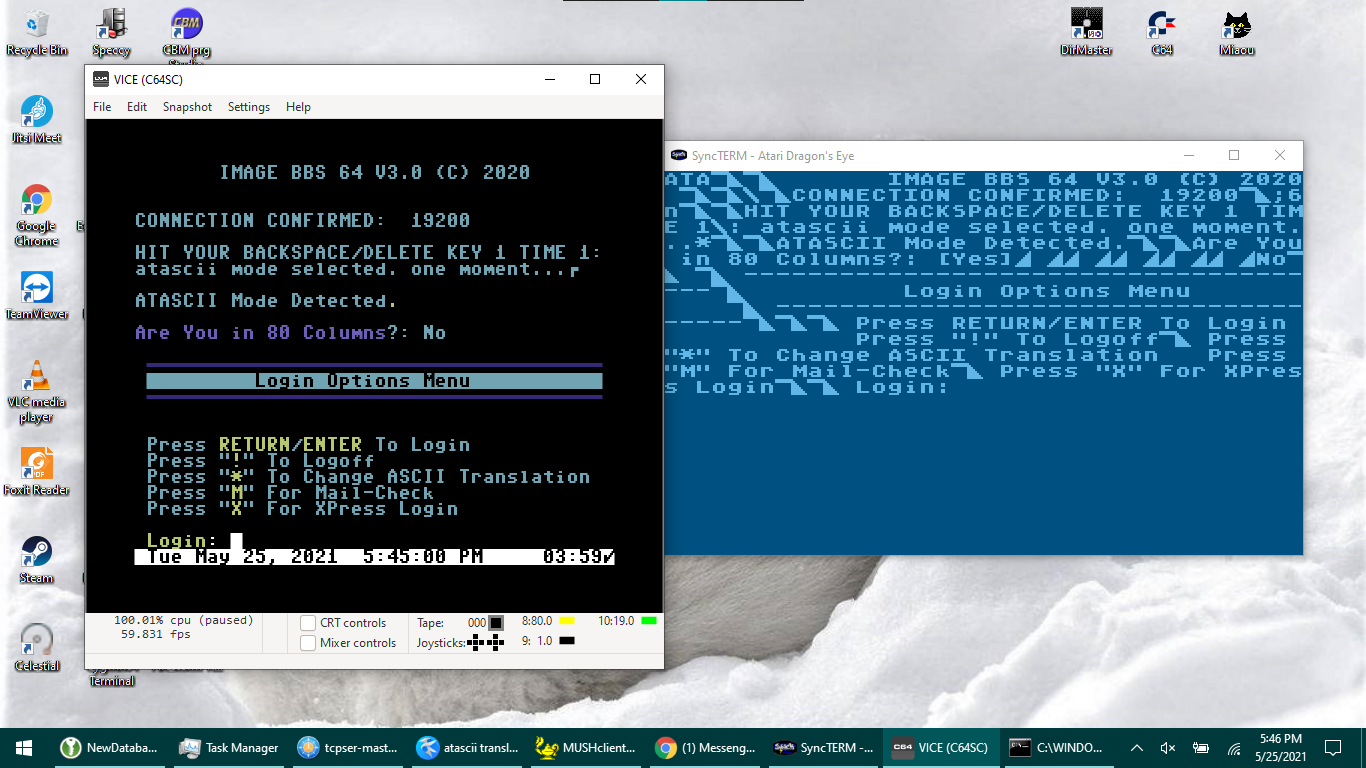 Recycle Bin
Speccy
CBM prg
Studio
DirMaster
C64
Miaou
Jitsi Meet
Google
Chrome
TeamViewer
VLC media
player
Foxit Reader
Steam
Celestial
Terminal
VICE (C64SC)
File Edit Snapshot Settings Help
IMAGE BBS 64 V3.0 (C) 2020
CONNECTION CONFIRMED: 19200
HIT YOUR BACKSPACE/DELETE KEY 1 TIME 1:
atascii mode selected. one moment...
ATASCII Mode Detected.
Are You in 80 Columns?: No
Login Options Menu
Press RETURN/ENTER To Login
Press "!" To Logoff
Press "*" To Change ASCII Translation
Press "M" For Mail-Check
Press "X" For XPress Login
Login:
Tue May 25, 2021 5:45:00 PM 03:59
100.01% cpu (paused)
59.831 fps
CRT controls
Mixer controls
Tape: 000
Joysticks:
8:80.0
9: 1.0
10:19.0
SyncTERM - Atari Dragon's Eye
ATA IMAGE BBS 64 V3.0 (C) 2020
CONNECTION CONFIRMED: 19200 ;6
n HIT YOUR BACKSPACE/DELETE KEY 1 TIM
E 1\: atascii mode selected. one moment.
..* ATASCII Mode Detected. Are You
in 80 Columns?: [Yes] No
--------------------------------
--- Login Options Menu
--------------------------------
----- Press RETURN/ENTER To Login
Press "!" To Logoff Press
"*" To Change ASCII Translation Press
"M" For Mail-Check Press "X" For XPres
s Login Login:
NewDataba...
Task Manager
tcpser-mast...
atascii transl...
MUSHclient...
(1) Messeng...
SyncTERM -...
VICE (C64SC)
C:\WINDO...
5:46 PM
5/25/2021